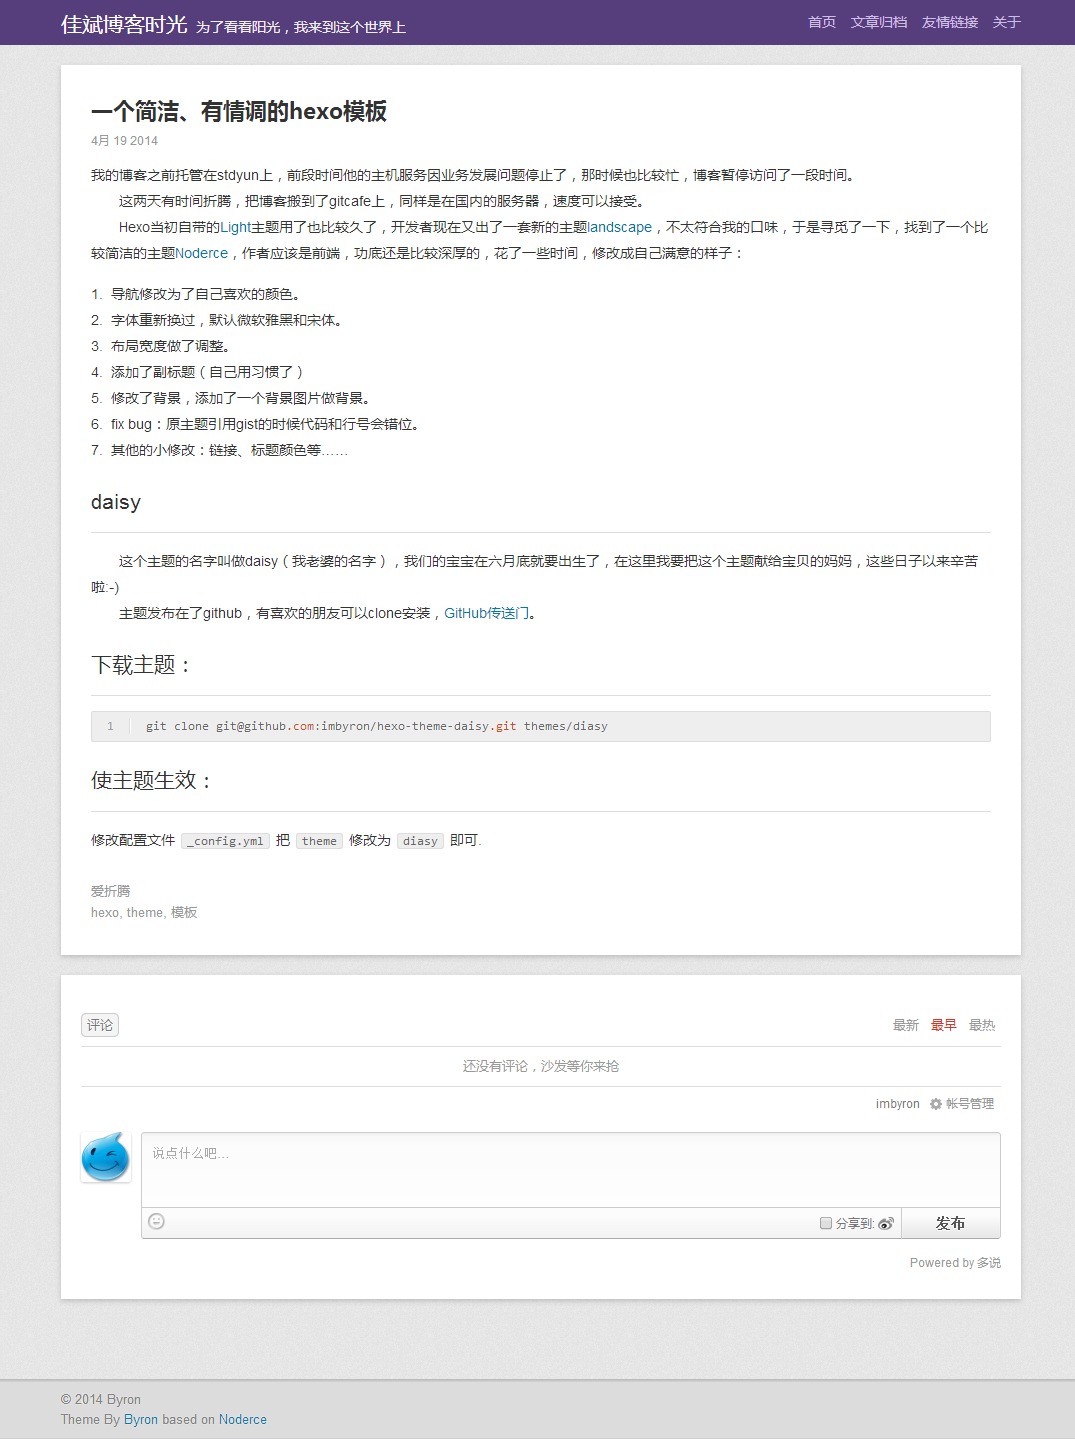 佳斌博客时光 为了看看阳光，我来到这个世界上
首页 文章归档 友情链接 关于
一个简洁、有情调的hexo模板
4月 19 2014
我的博客之前托管在stdyun上，前段时间他的主机服务因业务发展问题停止了，那时候也比较忙，博客暂停访问了一段时间。
这两天有时间折腾，把博客搬到了gitcafe上，同样是在国内的服务器，速度可以接受。
Hexo当初自带的Light主题用了也比较久了，开发者现在又出了一套新的主题landscape，不太符合我的口味，于是寻觅了一下，找到了一个比
较简洁的主题Noderce，作者应该是前端，功底还是比较深厚的，花了一些时间，修改成自己满意的样子：
1. 导航修改为了自己喜欢的颜色。
2. 字体重新换过，默认微软雅黑和宋体。
3. 布局宽度做了调整。
4. 添加了副标题（自己用习惯了）
5. 修改了背景，添加了一个背景图片做背景。
6. fix bug：原主题引用gist的时候代码和行号会错位。
7. 其他的小修改：链接、标题颜色等……
daisy
这个主题的名字叫做daisy（我老婆的名字），我们的宝宝在六月底就要出生了，在这里我要把这个主题献给宝贝的妈妈，这些日子以来辛苦
啦:-)
主题发布在了github，有喜欢的朋友可以clone安装，GitHub传送门。
下载主题：
1 git clone git@github.com:imbyron/hexo-theme-daisy.git themes/diasy
使主题生效：
修改配置文件 _config.yml 把 theme 修改为 diasy 即可.
爱折腾
hexo, theme, 模板
评论 最新 最早 最热
还没有评论，沙发等你来抢
imbyron 帐号管理
说点什么吧...
分享到: 发布
Powered by 多说
© 2014 Byron
Theme By Byron based on Noderce